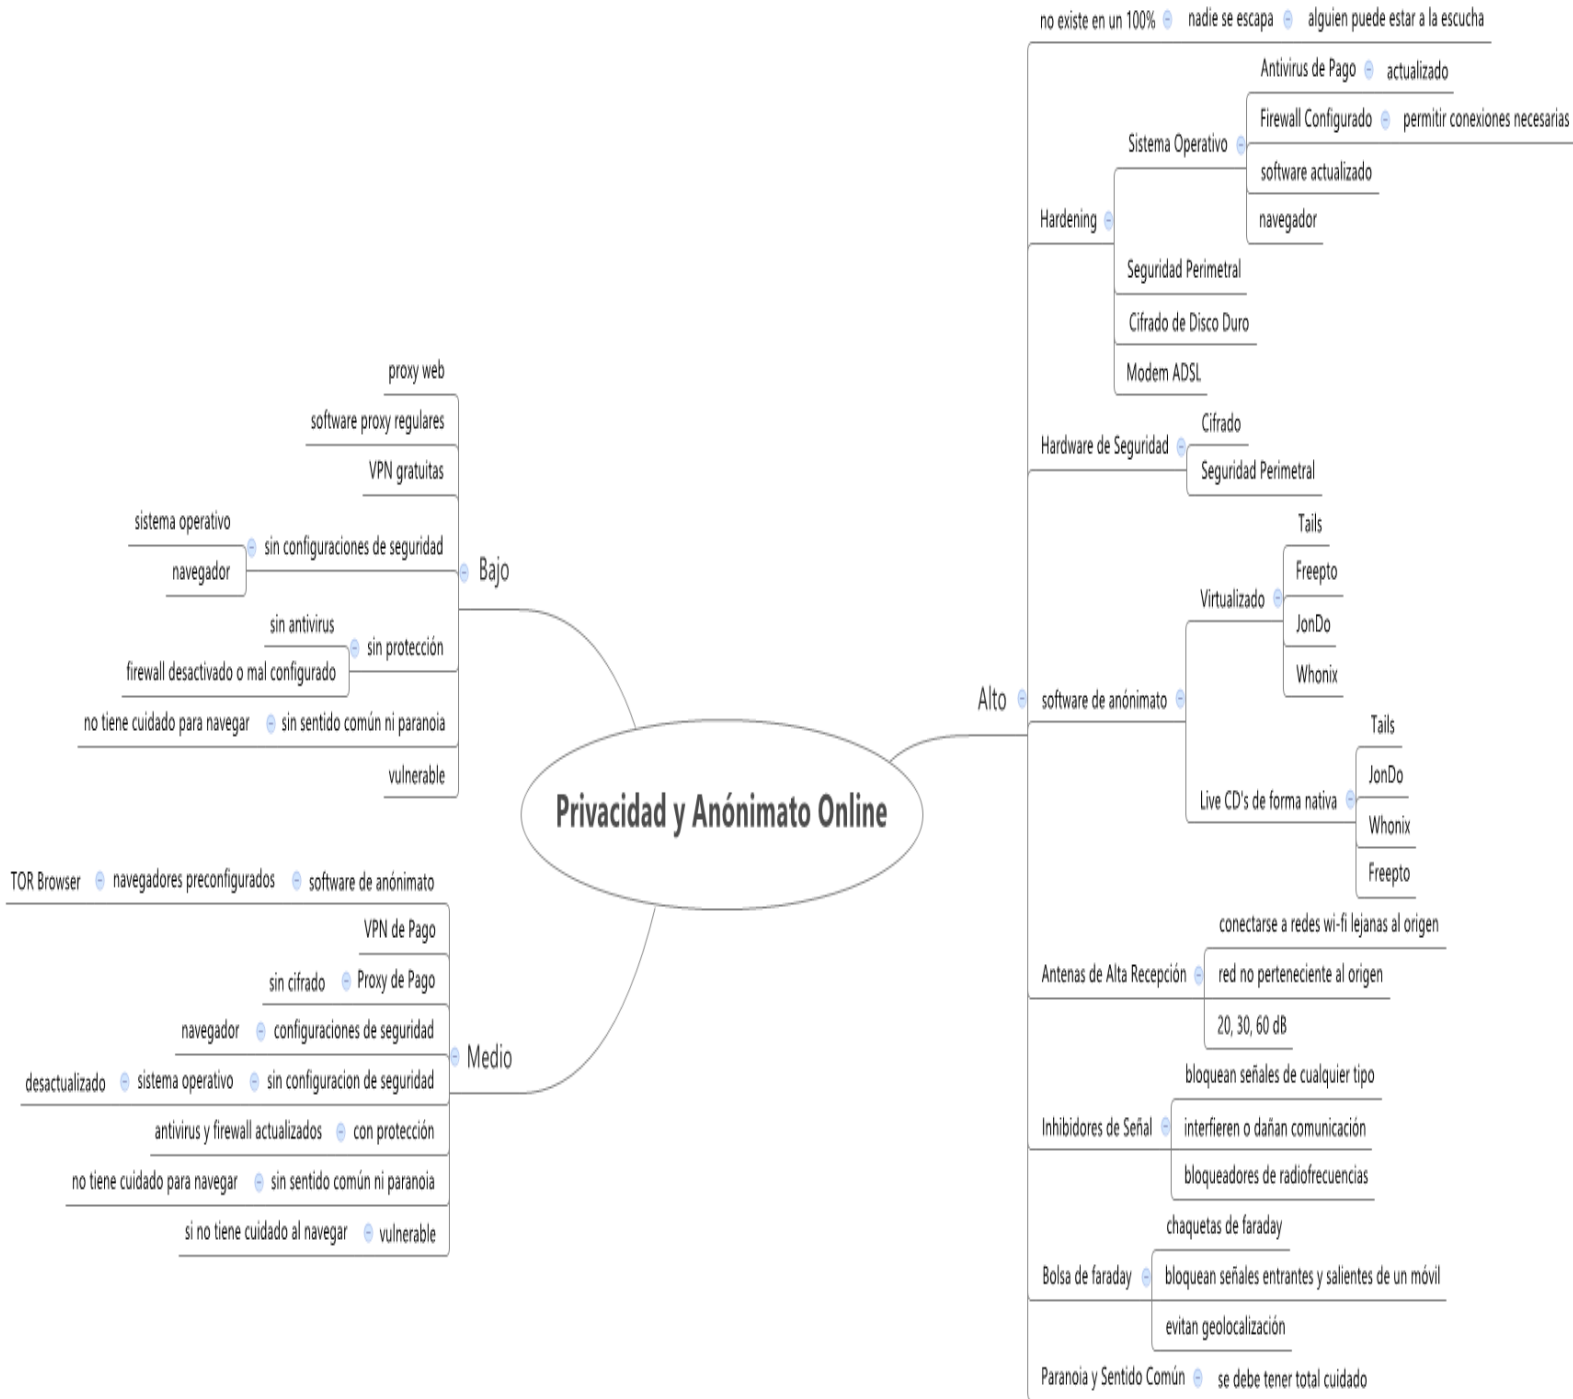 Privacidad y Anónimato Online
Bajo
proxy web
software proxy regulares
VPN gratuitas
sin configuraciones de seguridad
sistema operativo
navegador
sin protección
sin antivirus
firewall desactivado o mal configurado
sin sentido común ni paranoia
no tiene cuidado para navegar
vulnerable
Medio
software de anónimato
navegadores preconfigurados
TOR Browser
VPN de Pago
Proxy de Pago
sin cifrado
configuraciones de seguridad
navegador
sin configuracion de seguridad
sistema operativo
desactualizado
con protección
antivirus y firewall actualizados
sin sentido común ni paranoia
no tiene cuidado para navegar
vulnerable
si no tiene cuidado al navegar
Alto
no existe en un 100%
nadie se escapa
alguien puede estar a la escucha
Hardening
Sistema Operativo
Antivirus de Pago
actualizado
Firewall Configurado
permitir conexiones necesarias
software actualizado
navegador
Seguridad Perimetral
Cifrado de Disco Duro
Modem ADSL
Hardware de Seguridad
Cifrado
Seguridad Perimetral
software de anónimato
Virtualizado
Tails
Freepto
JonDo
Whonix
Live CD's de forma nativa
Tails
JonDo
Whonix
Freepto
Antenas de Alta Recepción
conectarse a redes wi-fi lejanas al origen
red no perteneciente al origen
20, 30, 60 dB
Inhibidores de Señal
bloquean señales de cualquier tipo
interfieren o dañan comunicación
bloqueadores de radiofrecuencias
Bolsa de faraday
chaquetas de faraday
bloquean señales entrantes y salientes de un móvil
evitan geolocalización
Paranoia y Sentido Común
se debe tener total cuidado